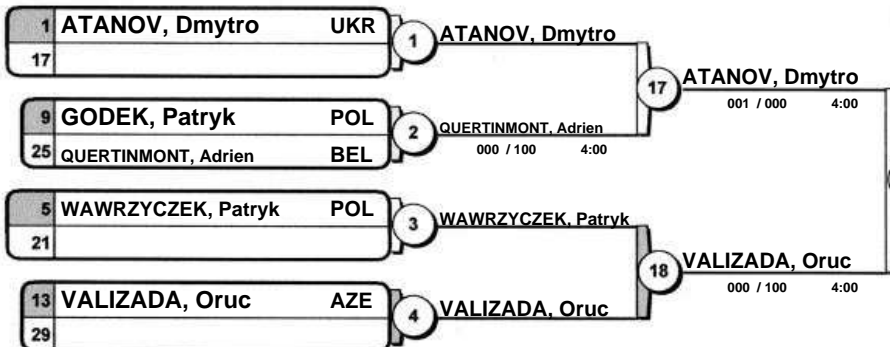 1 ATANOV, Dmytro UKR
17
1 ATANOV, Dmytro
17 ATANOV, Dmytro
001 / 000 4:00
9 GODEK, Patryk POL
25 QUERTINMONT, Adrien BEL
2 QUERTINMONT, Adrien
000 / 100 4:00
5 WAWRZYCZEK, Patryk POL
21
3 WAWRZYCZEK, Patryk
18 VALIZADA, Oruc
000 / 100 4:00
13 VALIZADA, Oruc AZE
29
4 VALIZADA, Oruc